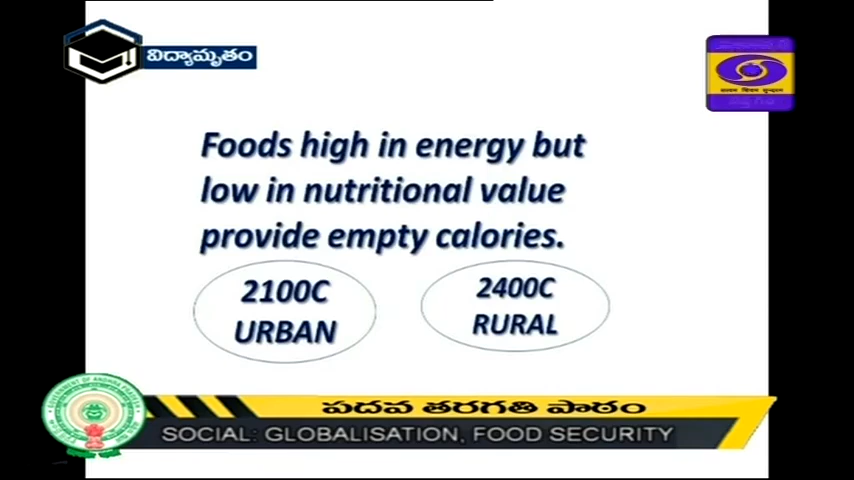 విద్యామృతం
Foods high in energy but
low in nutritional value
provide empty calories.
2100C
URBAN
2400C
RURAL
పదవ తరగతి పాఠం
SOCIAL: GLOBALISATION, FOOD SECURITY